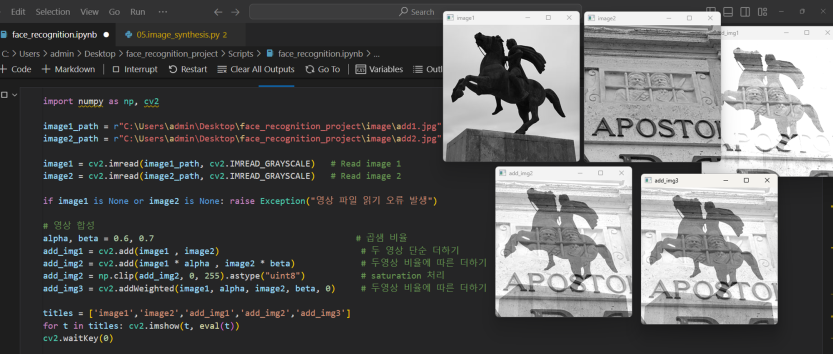 Edit Selection View Go Run ... Search
face_recognition.ipynb 05.image_synthesis.py 2
C: > Users > admin > Desktop > face_recognition_project > Scripts > face_recognition.ipynb > ...
Code + Markdown Interrupt Restart Clear All Outputs Go To Variables
import numpy as np, cv2
image1_path = r"C:\Users\admin\Desktop\face_recognition_project\image\add1.jpg"
image2_path = r"C:\Users\admin\Desktop\face_recognition_project\image\add2.jpg"
image1 = cv2.imread(image1_path, cv2.IMREAD_GRAYSCALE) # Read image 1
image2 = cv2.imread(image2_path, cv2.IMREAD_GRAYSCALE) # Read image 2
if image1 is None or image2 is None: raise Exception("영상 파일 읽기 오류 발생")
# 영상 합성
alpha, beta = 0.6, 0.7 # 곱셈 비율
add_img1 = cv2.add(image1 , image2) # 두 영상 단순 더하기
add_img2 = cv2.add(image1 * alpha , image2 * beta) # 두영상 비율에 따른 더하기
add_img2 = np.clip(add_img2, 0, 255).astype("uint8") # saturation 처리
add_img3 = cv2.addWeighted(image1, alpha, image2, beta, 0) # 두영상 비율에 따른 더하기
titles = ['image1','image2','add_img1','add_img2','add_img3']
for t in titles: cv2.imshow(t, eval(t))
cv2.waitKey(0)
image1
image2
APOSTO
APOSTO
add_img2
APOSTO
add_img3
APOSTO